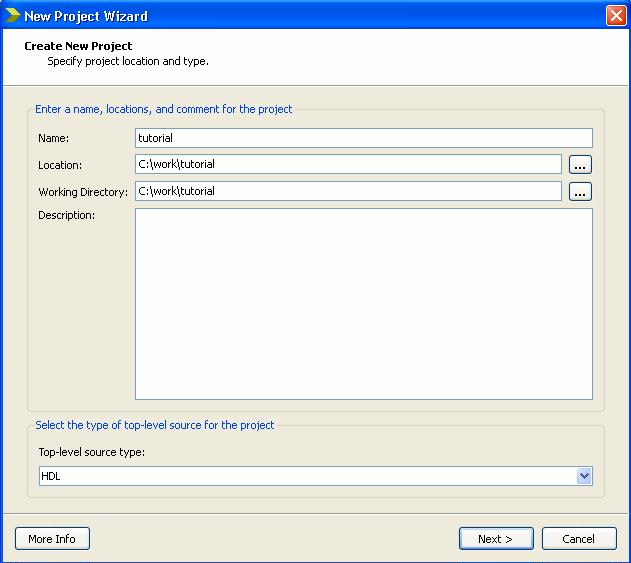 New Project Wizard
Create New Project
Specify project location and type.
Enter a name, locations, and comment for the project
Name: tutorial
Location: C:\work\tutorial ...
Working Directory: C:\work\tutorial ...
Description:
Select the type of top-level source for the project
Top-level source type:
HDL
More Info Next > Cancel